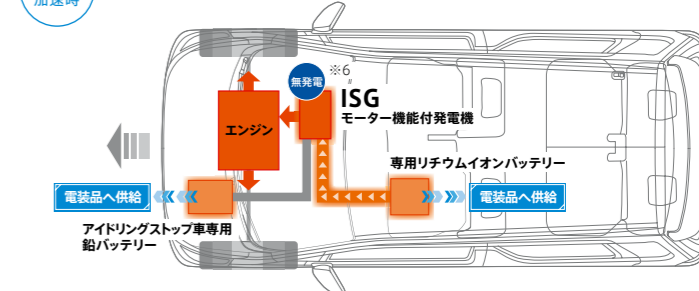 加速時
無発電
※6
ISG
モーター機能付発電機
エンジン
専用リチウムイオンバッテリー
電装品へ供給
電装品へ供給
アイドリングストップ車専用
鉛バッテリー